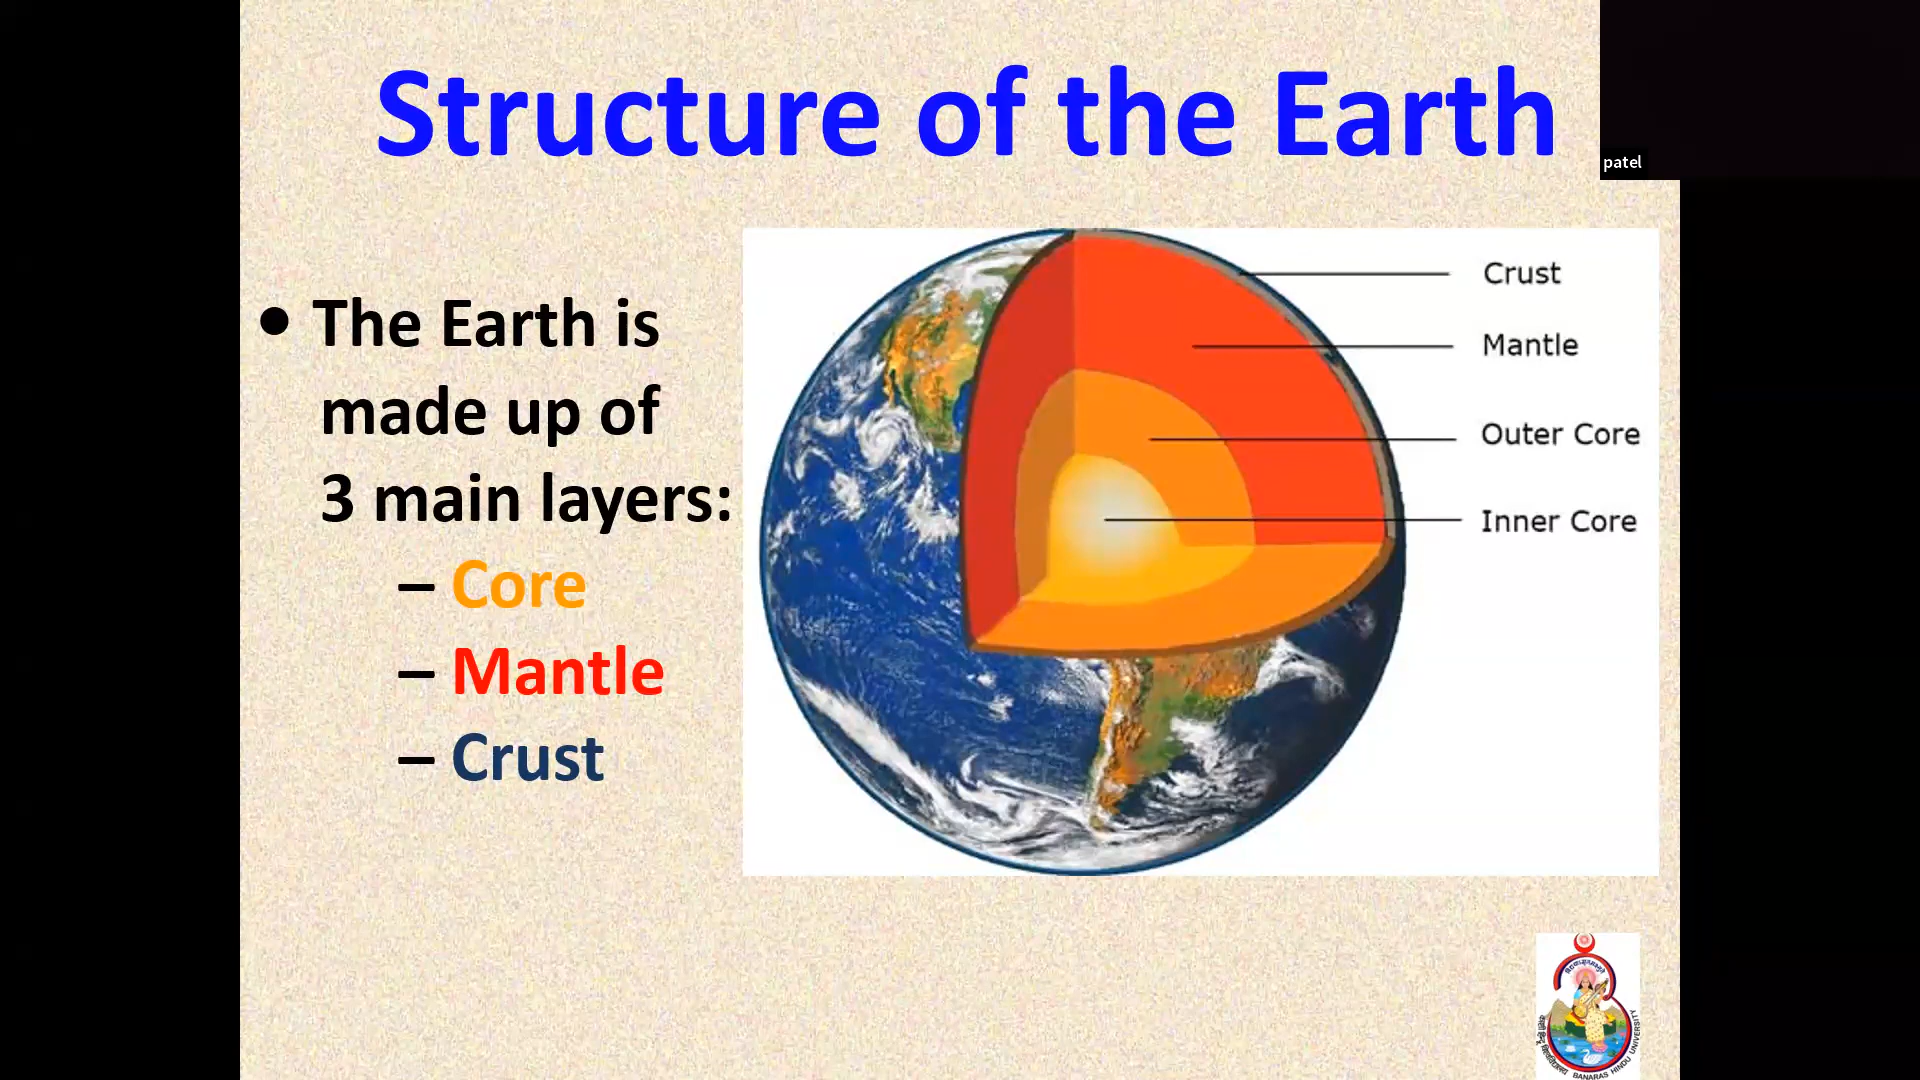 Structure of the Earth
patel
• The Earth is
made up of
3 main layers:
– Core
– Mantle
– Crust
Crust
Mantle
Outer Core
Inner Core
BANARAS HINDU UNIVERSITY